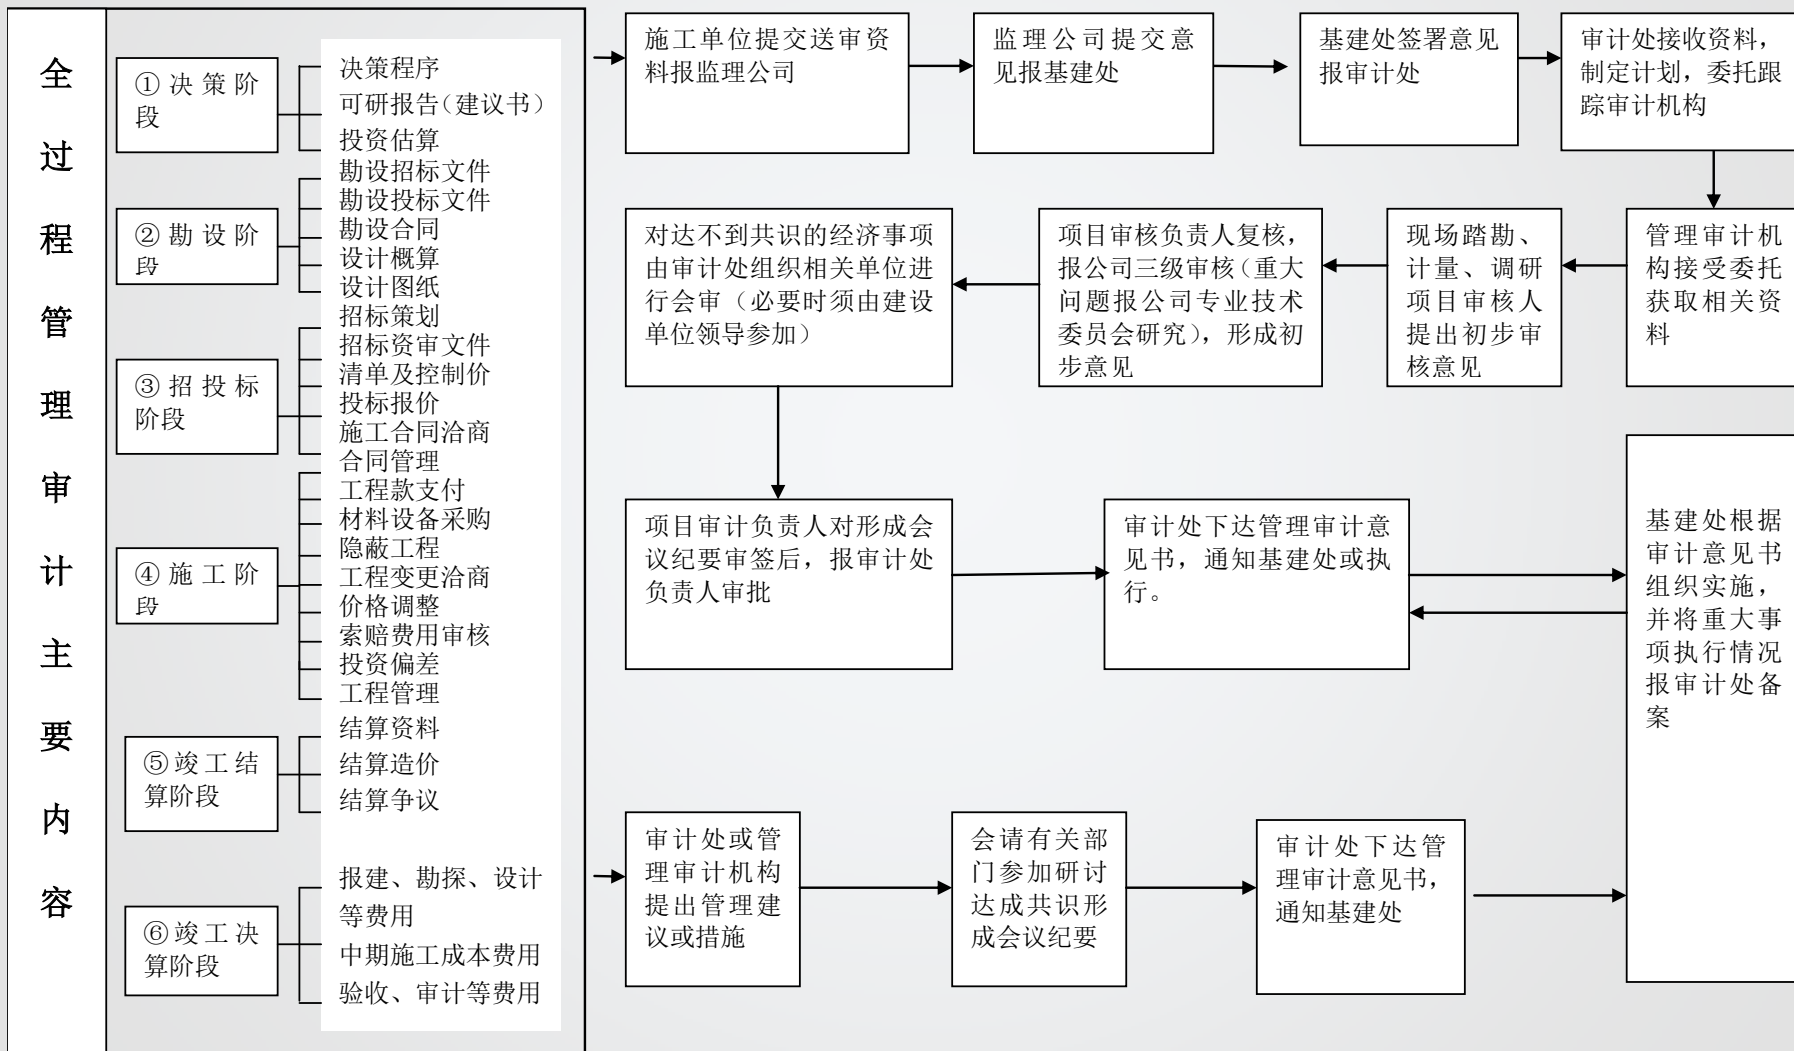 全
过
程
管
理
审
计
主
要
内
容
①决策阶
段
决策程序
可研报告（建议书）
投资估算
②勘设阶
段
勘设招标文件
勘设投标文件
勘设合同
设计概算
设计图纸
③招投标
阶段
招标策划
招标资审文件
清单及控制价
投标报价
施工合同洽商
合同管理
④施工阶
段
工程款支付
材料设备采购
隐蔽工程
工程变更洽商
价格调整
索赔费用审核
投资偏差
工程管理
⑤竣工结
算阶段
结算资料
结算造价
结算争议
⑥竣工决
算阶段
报建、勘探、设计
等费用
中期施工成本费用
验收、审计等费用
施工单位提交送审资
料报监理公司
监理公司提交意
见报基建处
基建处签署意见
报审计处
审计处接收资料，
制定计划，委托跟
踪审计机构
管理审计机
构接受委托
获取相关资
料
现场踏勘、
计量、调研
项目审核人
提出初步审
核意见
项目审核负责人复核，
报公司三级审核（重大
问题报公司专业技术
委员会研究），形成初
步意见
对达不到共识的经济事项
由审计处组织相关单位进
行会审（必要时须由建设
单位领导参加）
项目审计负责人对形成会
议纪要审签后，报审计处
负责人审批
审计处下达管理审计意
见书，通知基建处或执
行。
基建处根据
审计意见书
组织实施，
并将重大事
项执行情况
报审计处备
案
审计处或管
理审计机构
提出管理建
议或措施
会请有关部
门参加研讨
达成共识形
成会议纪要
审计处下达管
理审计意见书，
通知基建处